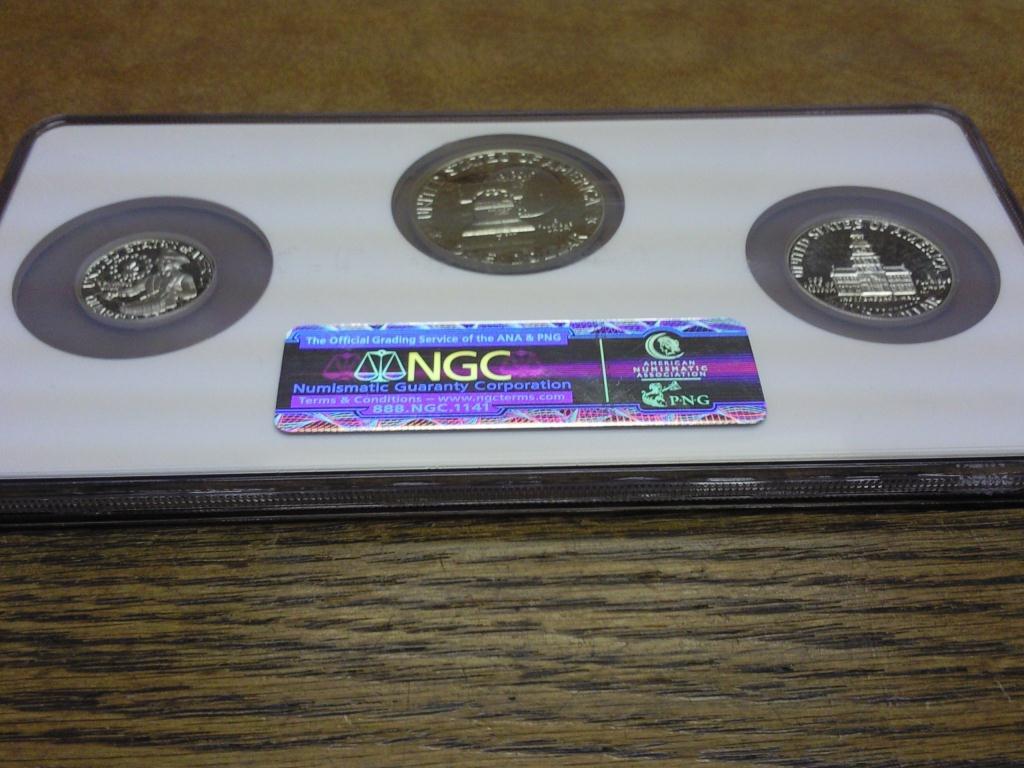 UNITED STATES OF AMERICA
UNITED STATES OF AMERICA
The Official Grading Service of the ANA & PNG
NGC
Numismatic Guaranty Corporation
Terms & Conditions – www.ngcterms.com
888.NGC.1141
AMERICAN
NUMISMATIC
ASSOCIATION
P·N·G